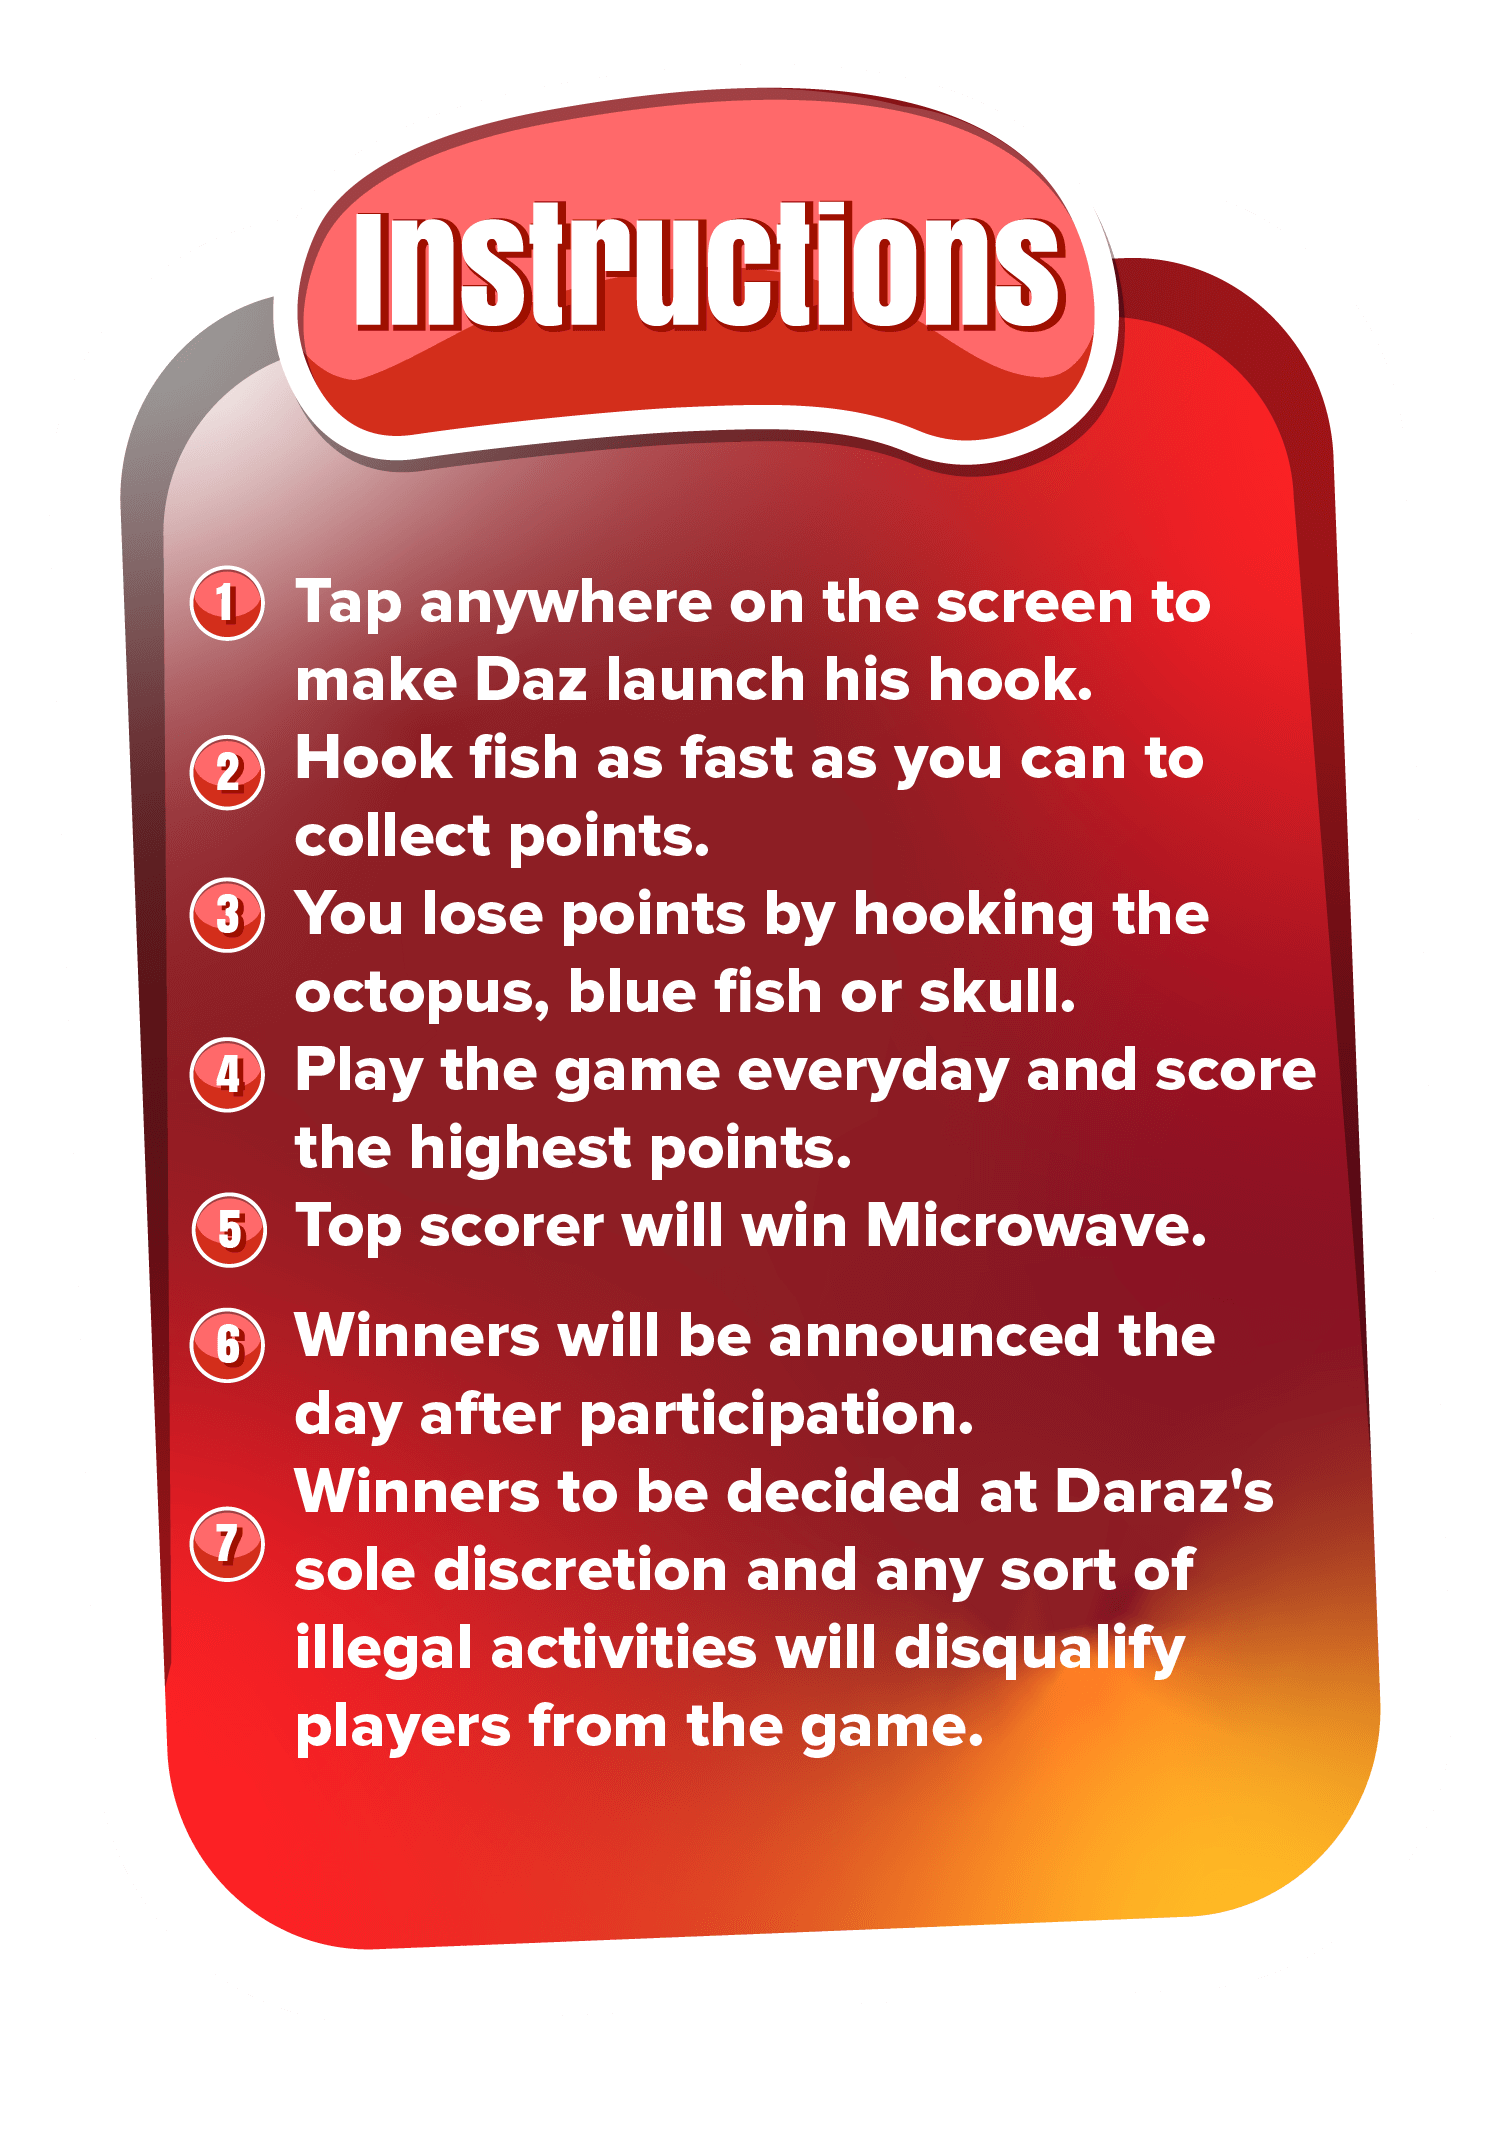 Instructions
1 Tap anywhere on the screen to
make Daz launch his hook.
2 Hook fish as fast as you can to
collect points.
3 You lose points by hooking the
octopus, blue fish or skull.
4 Play the game everyday and score
the highest points.
5 Top scorer will win Microwave.
6 Winners will be announced the
day after participation.
Winners to be decided at Daraz's
7 sole discretion and any sort of
illegal activities will disqualify
players from the game.